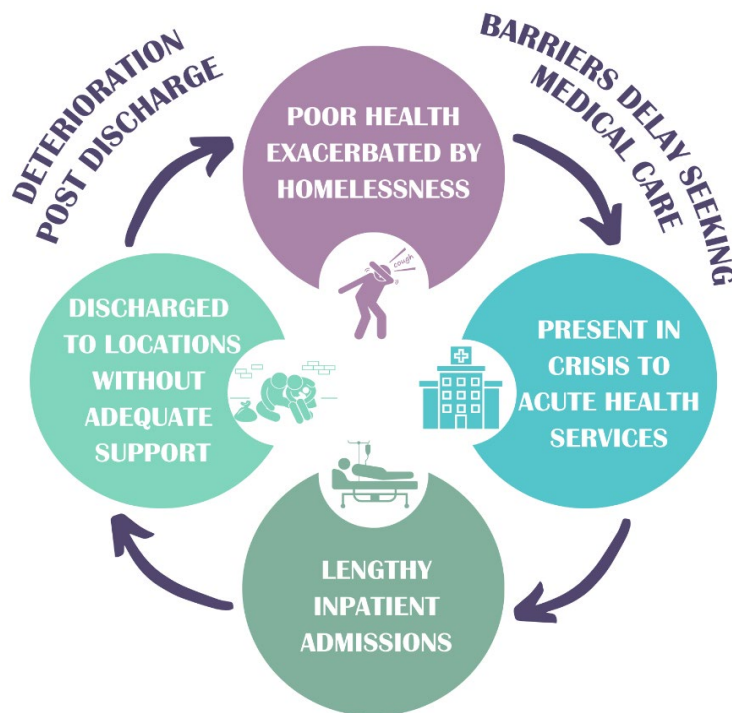 DETERIORATION
POST DISCHARGE
BARRIERS DELAY SEEKING
MEDICAL CARE
POOR HEALTH
EXACERBATED BY
HOMELESSNESS
cough
PRESENT IN
CRISIS TO
ACUTE HEALTH
SERVICES
LENGTHY
INPATIENT
ADMISSIONS
DISCHARGED
TO LOCATIONS
WITHOUT
ADEQUATE
SUPPORT